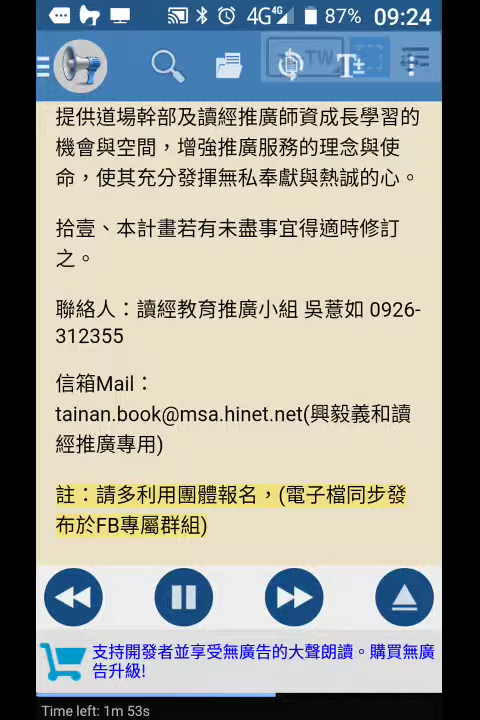 4G 4G 87% 09:24
TW
T±
提供道場幹部及讀經推廣師資成長學習的
機會與空間，增強推廣服務的理念與使
命，使其充分發揮無私奉獻與熱誠的心。
拾壹、本計畫若有未盡事宜得適時修訂
之。
聯絡人：讀經教育推廣小組 吳薏如 0926-
312355
信箱Mail：
tainan.book@msa.hinet.net(興毅義和讀
經推廣專用)
註：請多利用團體報名，(電子檔同步發
布於FB專屬群組)
支持開發者並享受無廣告的大聲朗讀。購買無廣
告升級!
Time left: 1m 53s